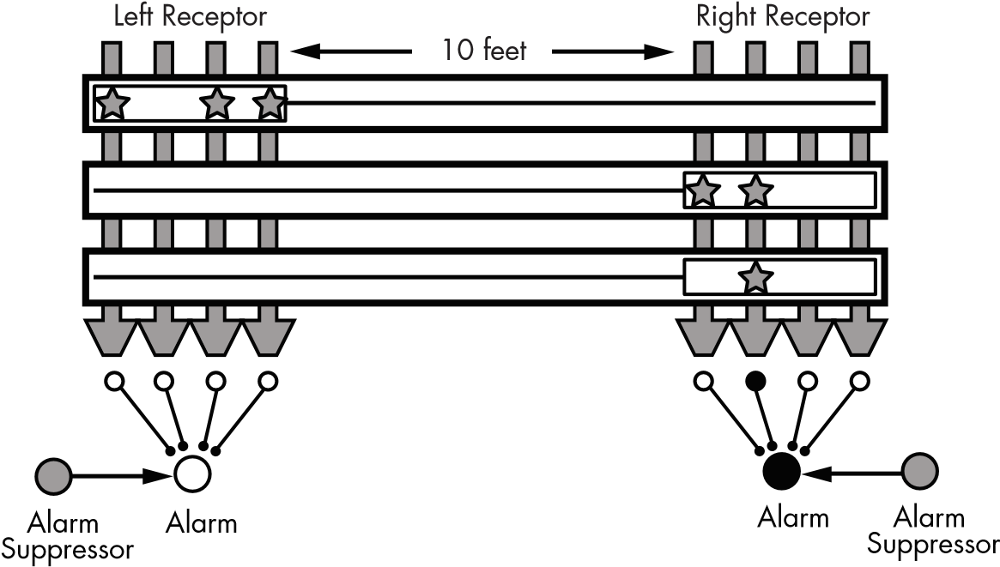 Left Receptor
Right Receptor
10 feet
Alarm
Suppressor
Alarm
Alarm
Alarm
Suppressor